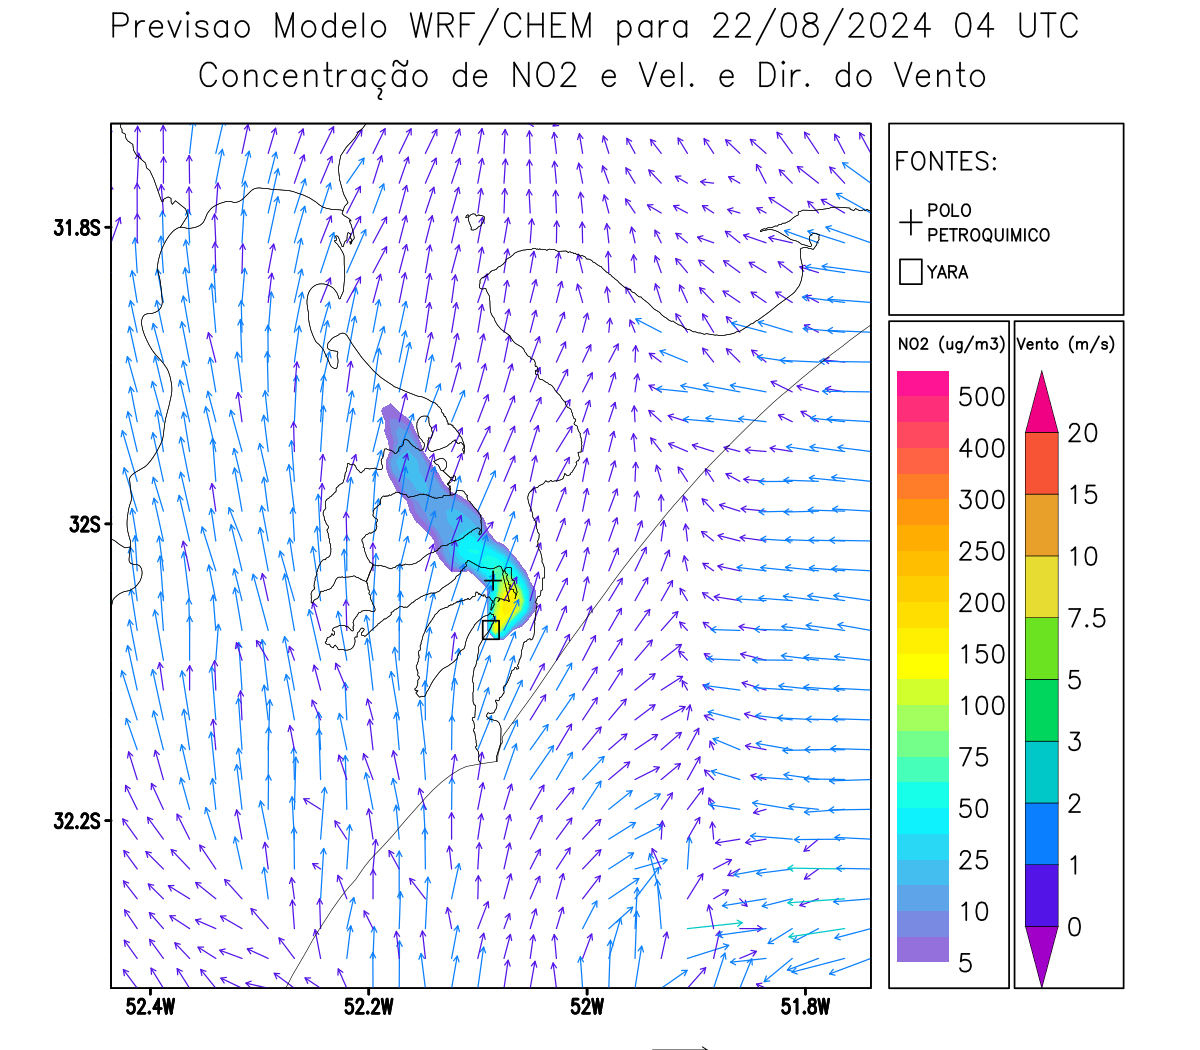 Previsao Modelo WRF/CHEM para 22/08/2024 04 UTC
Concentração de NO2 e Vel. e Dir. do Vento
FONTES:
POLO
PETROQUIMICO
YARA
NO2 (ug/m3)
500
400
300
250
200
150
100
75
50
25
10
5
Vento (m/s)
20
15
10
7.5
5
3
2
1
0
31.8S
32S
32.2S
52.4W
52.2W
52W
51.8W